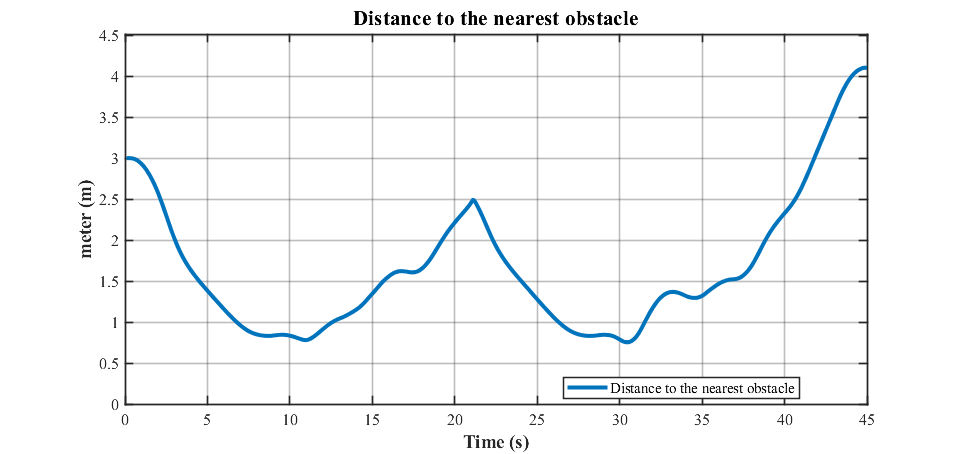 Distance to the nearest obstacle
4.5
4
3.5
3
2.5
2
1.5
1
0.5
0
meter (m)
Distance to the nearest obstacle
0 5 10 15 20 25 30 35 40 45
Time (s)